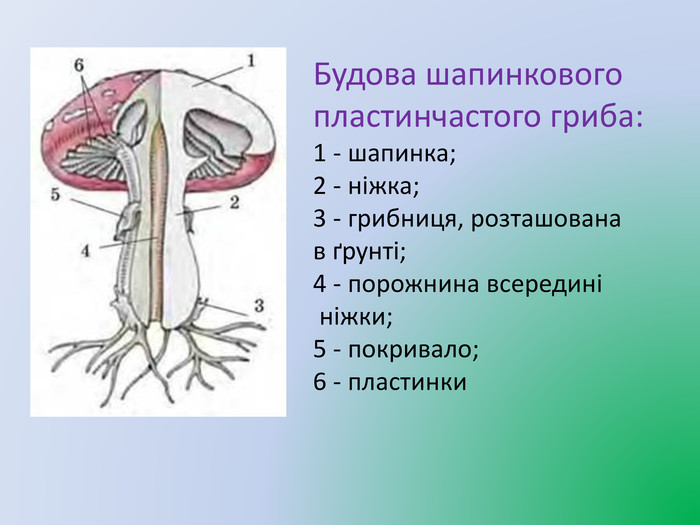 6
1
5
2
4
3
Будова шапинкового
пластинчастого гриба:
1 - шапинка;
2 - ніжка;
3 - грибниця, розташована
в ґрунті;
4 - порожнина всередині
ніжки;
5 - покривало;
6 - пластинки